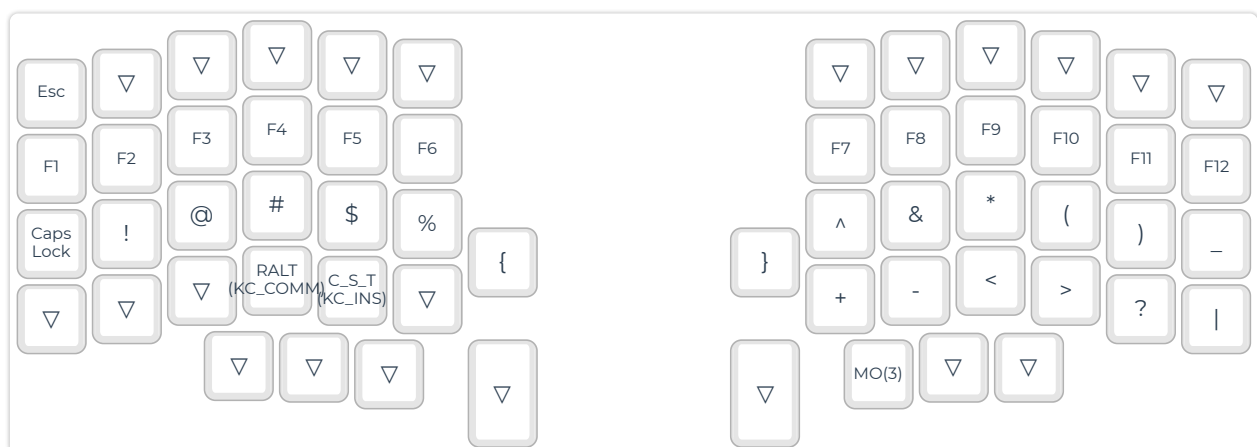 Esc ▽ ▽ ▽ ▽ ▽ ▽ ▽ ▽ ▽ ▽ ▽
F1 F2 F3 F4 F5 F6 F7 F8 F9 F10 F11 F12
Caps
Lock
! @ # $ % ^ & * ( ) _
{ }
▽ ▽ ▽
RALT
(KC_COMM)
C_S_T
(KC_INS)
▽ + - < > ? |
▽ ▽ ▽ ▽ ▽ MO(3) ▽ ▽